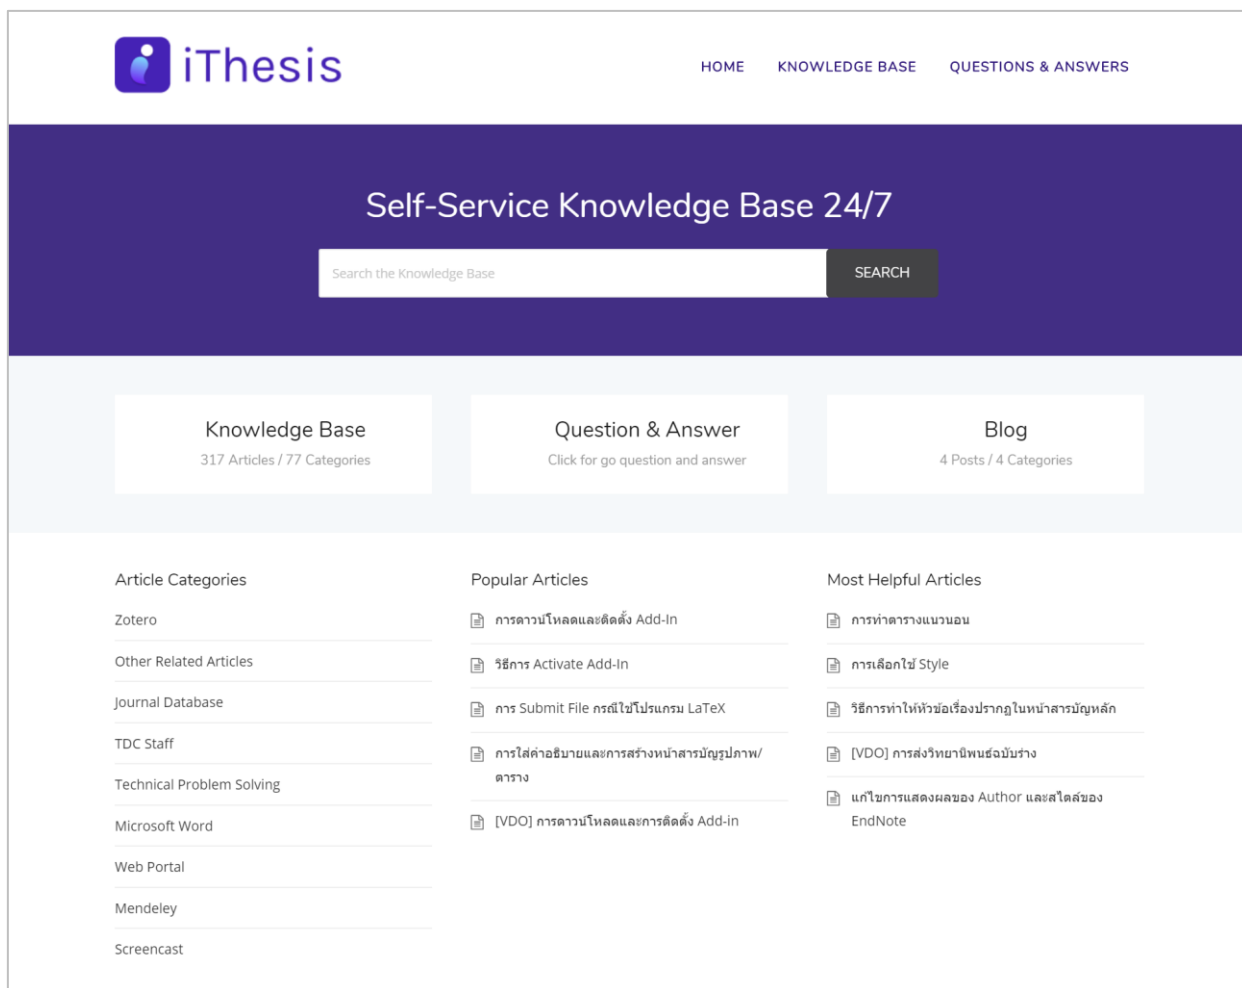 iThesis
HOME
KNOWLEDGE BASE
QUESTIONS & ANSWERS
Self-Service Knowledge Base 24/7
Search the Knowledge Base
SEARCH
Knowledge Base
317 Articles / 77 Categories
Question & Answer
Click for go question and answer
Blog
4 Posts / 4 Categories
Article Categories
Zotero
Other Related Articles
Journal Database
TDC Staff
Technical Problem Solving
Microsoft Word
Web Portal
Mendeley
Screencast
Popular Articles
การดาวน์โหลดและติดตั้ง Add-In
วิธีการ Activate Add-In
การ Submit File กรณีใช้โปรแกรม LaTeX
การใส่คำอธิบายและการสร้างหน้าสารบัญรูปภาพ/
ตาราง
[VDO] การดาวน์โหลดและการติดตั้ง Add-in
Most Helpful Articles
การทำตารางแนวนอน
การเลือกใช้ Style
วิธีการทำให้หัวข้อเรื่องปรากฏในหน้าสารบัญหลัก
[VDO] การส่งวิทยานิพนธ์ฉบับร่าง
แก้ไขการแสดงผลของ Author และสไตล์ของ
EndNote